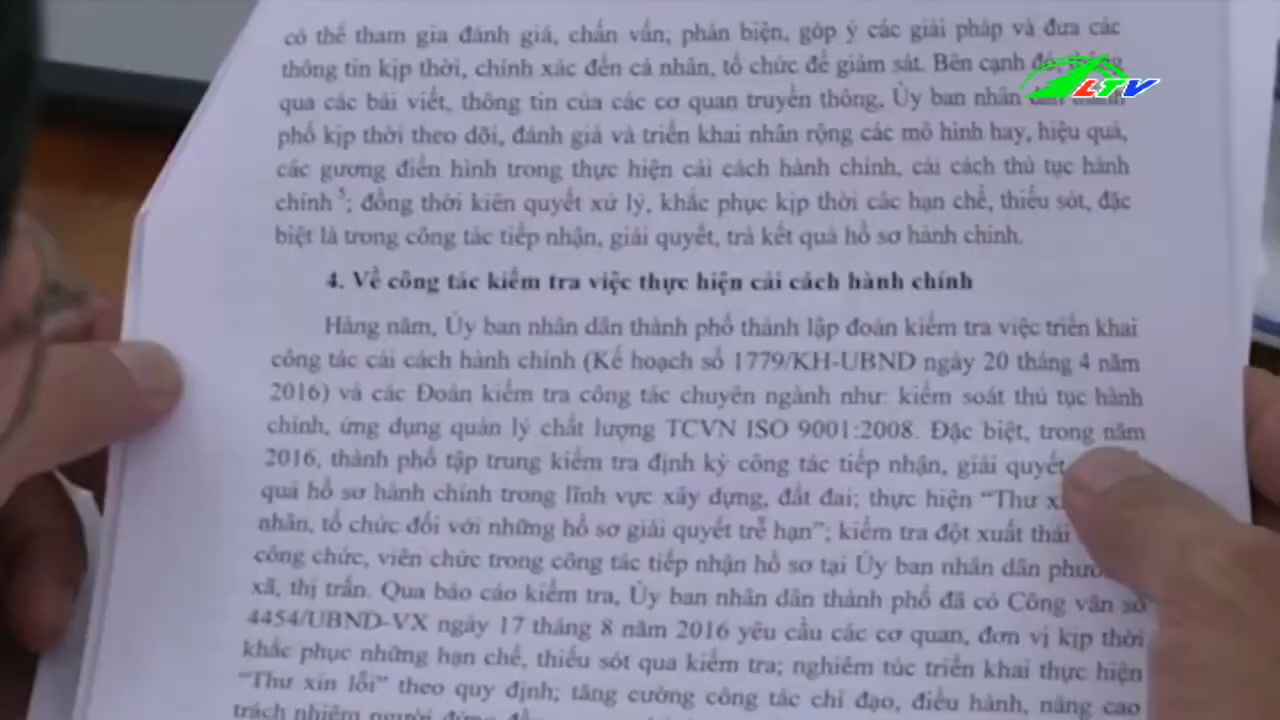 có thể tham gia đánh giá, chấn vấn; phản biện, góp ý các giải pháp và đưa các
thông tin kịp thời, chính xác đến cá nhân, tổ chức để giám sát. Bên cạnh đó, thông
LTV
qua các bài viết, thông tin của các cơ quan truyền thông, Ủy ban nhân dân thành
phố kịp thời theo dõi, đánh giá và triển khai nhân rộng các mô hình hay, hiệu quả,
các gương điển hình trong thực hiện cải cách hành chính, cải cách thủ tục hành
chính 5; đồng thời kiên quyết xử lý, khắc phục kịp thời các hạn chế, thiếu sót, đặc
biệt là trong công tác tiếp nhận, giải quyết, trả kết quả hồ sơ hành chính.
4. Về công tác kiểm tra việc thực hiện cải cách hành chính
Hàng năm, Ủy ban nhân dân thành phố thành lập đoàn kiểm tra việc triển khai
công tác cải cách hành chính (Kế hoạch số 1779/KH-UBND ngày 20 tháng 4 năm
2016) và các Đoàn kiểm tra công tác chuyên ngành như: kiểm soát thủ tục hành
chính, ứng dụng quản lý chất lượng TCVN ISO 9001:2008. Đặc biệt, trong năm
2016, thành phố tập trung kiểm tra định kỳ công tác tiếp nhận, giải quyết
quả hồ sơ hành chính trong lĩnh vực xây dựng, đất đai; thực hiện “Thư
nhân, tổ chức đối với những hồ sơ giải quyết trễ hạn”; kiểm tra đột xuất thái
công chức, viên chức trong công tác tiếp nhận hồ sơ tại Ủy ban nhân dân
xã, thị trấn. Qua báo cáo kiểm tra, Ủy ban nhân dân thành phố đã có Công văn số
4454/UBND-VX ngày 17 tháng 8 năm 2016 yêu cầu các cơ quan, đơn vị kịp thời
khắc phục những hạn chế, thiếu sót qua kiểm tra; nghiêm túc triển khai thực hiện
“Thư xin lỗi” theo quy định; tăng cường công tác chỉ đạo, điều hành, nâng cao
trách nhiệm người đứng